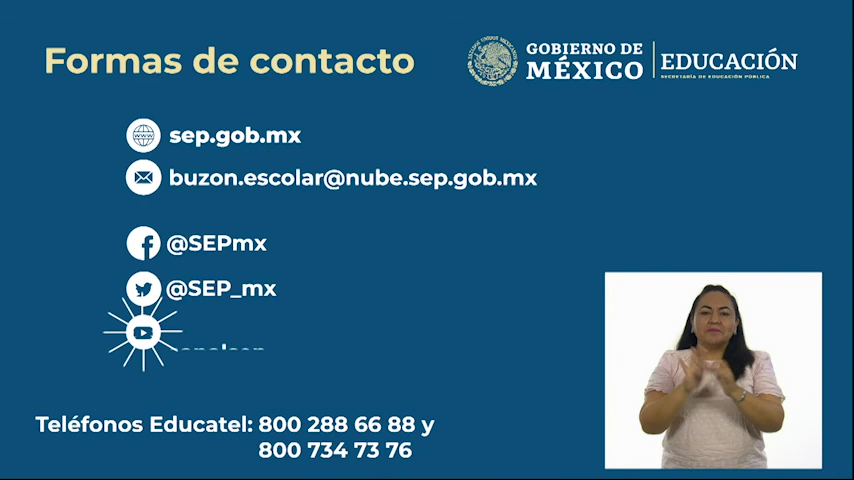 Formas de contacto
GOBIERNO DE
MÉXICO
EDUCACIÓN
SECRETARÍA DE EDUCACIÓN PÚBLICA
www
sep.gob.mx
buzon.escolar@nube.sep.gob.mx
@SEPmx
@SEP_mx
Teléfonos Educatel: 800 288 66 88 y
800 734 73 76